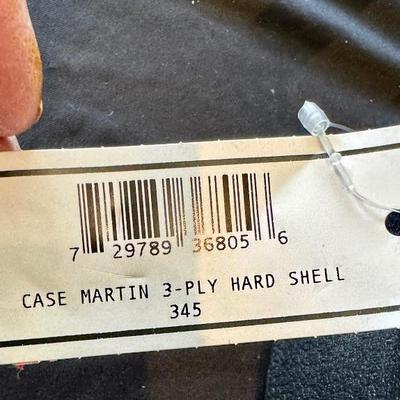 7 29789 36805 6
CASE MARTIN 3-PLY HARD SHELL
345